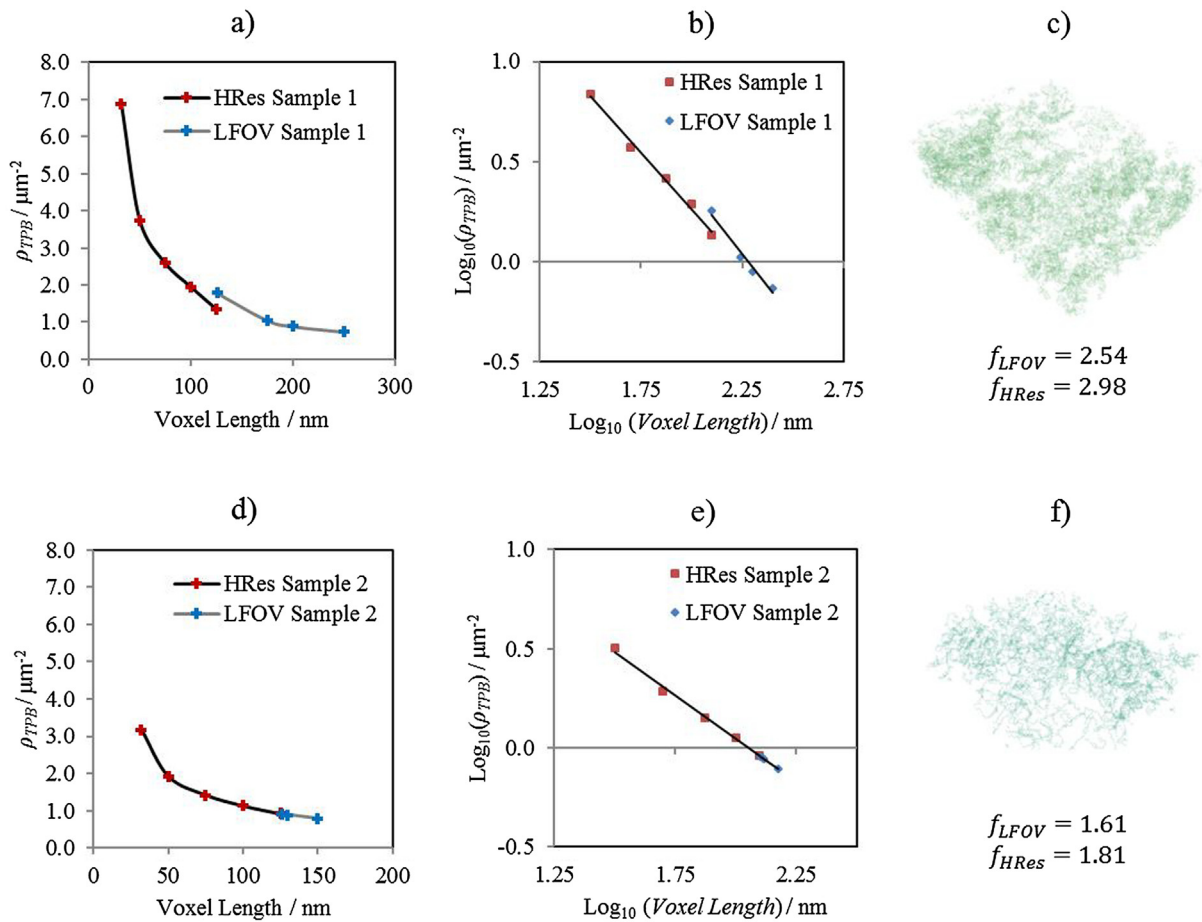 a)
8.0
7.0
6.0
5.0
4.0
3.0
2.0
1.0
0.0
ρTPB / μm-2
HRes Sample 1
LFOV Sample 1
0
100
200
300
Voxel Length / nm
b)
1.0
0.5
0.0
-0.5
Log10(ρTPB) / μm-2
HRes Sample 1
LFOV Sample 1
1.25
1.75
2.25
2.75
Log10 (Voxel Length) / nm
c)
fLFOV = 2.54
fHRes = 2.98
d)
8.0
7.0
6.0
5.0
4.0
3.0
2.0
1.0
0.0
ρTPB / μm-2
HRes Sample 2
LFOV Sample 2
0
50
100
150
200
Voxel Length / nm
e)
1.0
0.5
0.0
-0.5
Log10(ρTPB) / μm-2
HRes Sample 2
LFOV Sample 2
1.25
1.75
2.25
Log10 (Voxel Length) / nm
f)
fLFOV = 1.61
fHRes = 1.81